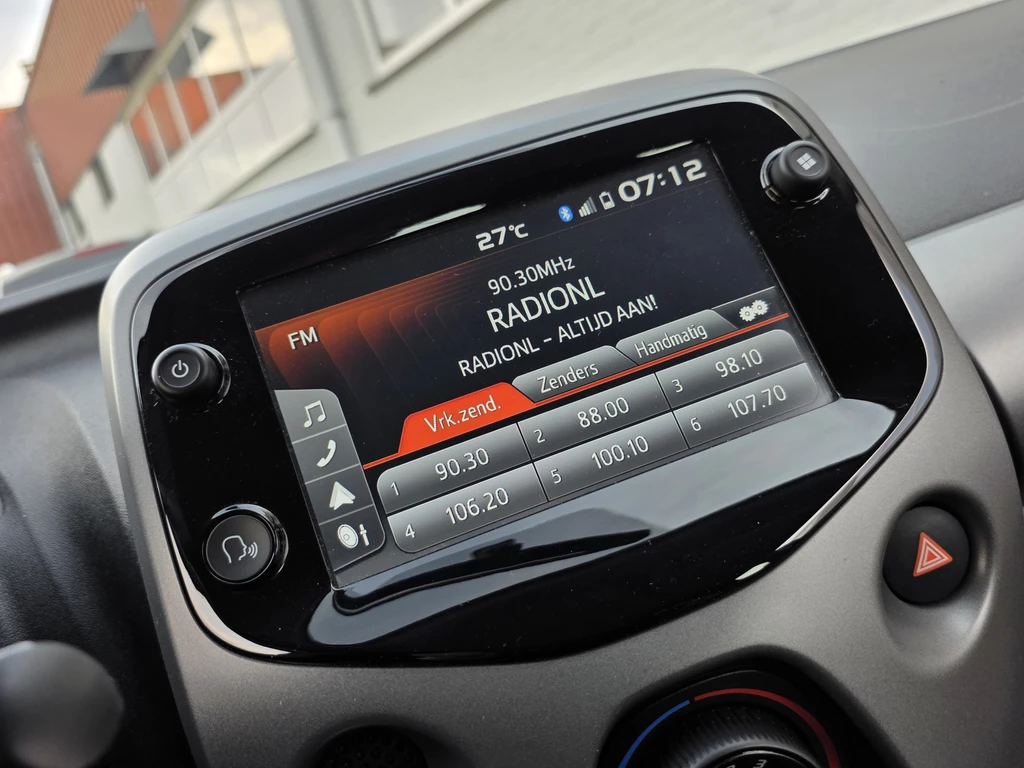 27°C 07:12
90.30MHz
FM
RADIONL
RADIONL - ALTIJD AAN!
Vrk.zend. Zenders Handmatig
1 90.30 2 88.00 3 98.10
4 106.20 5 100.10 6 107.70